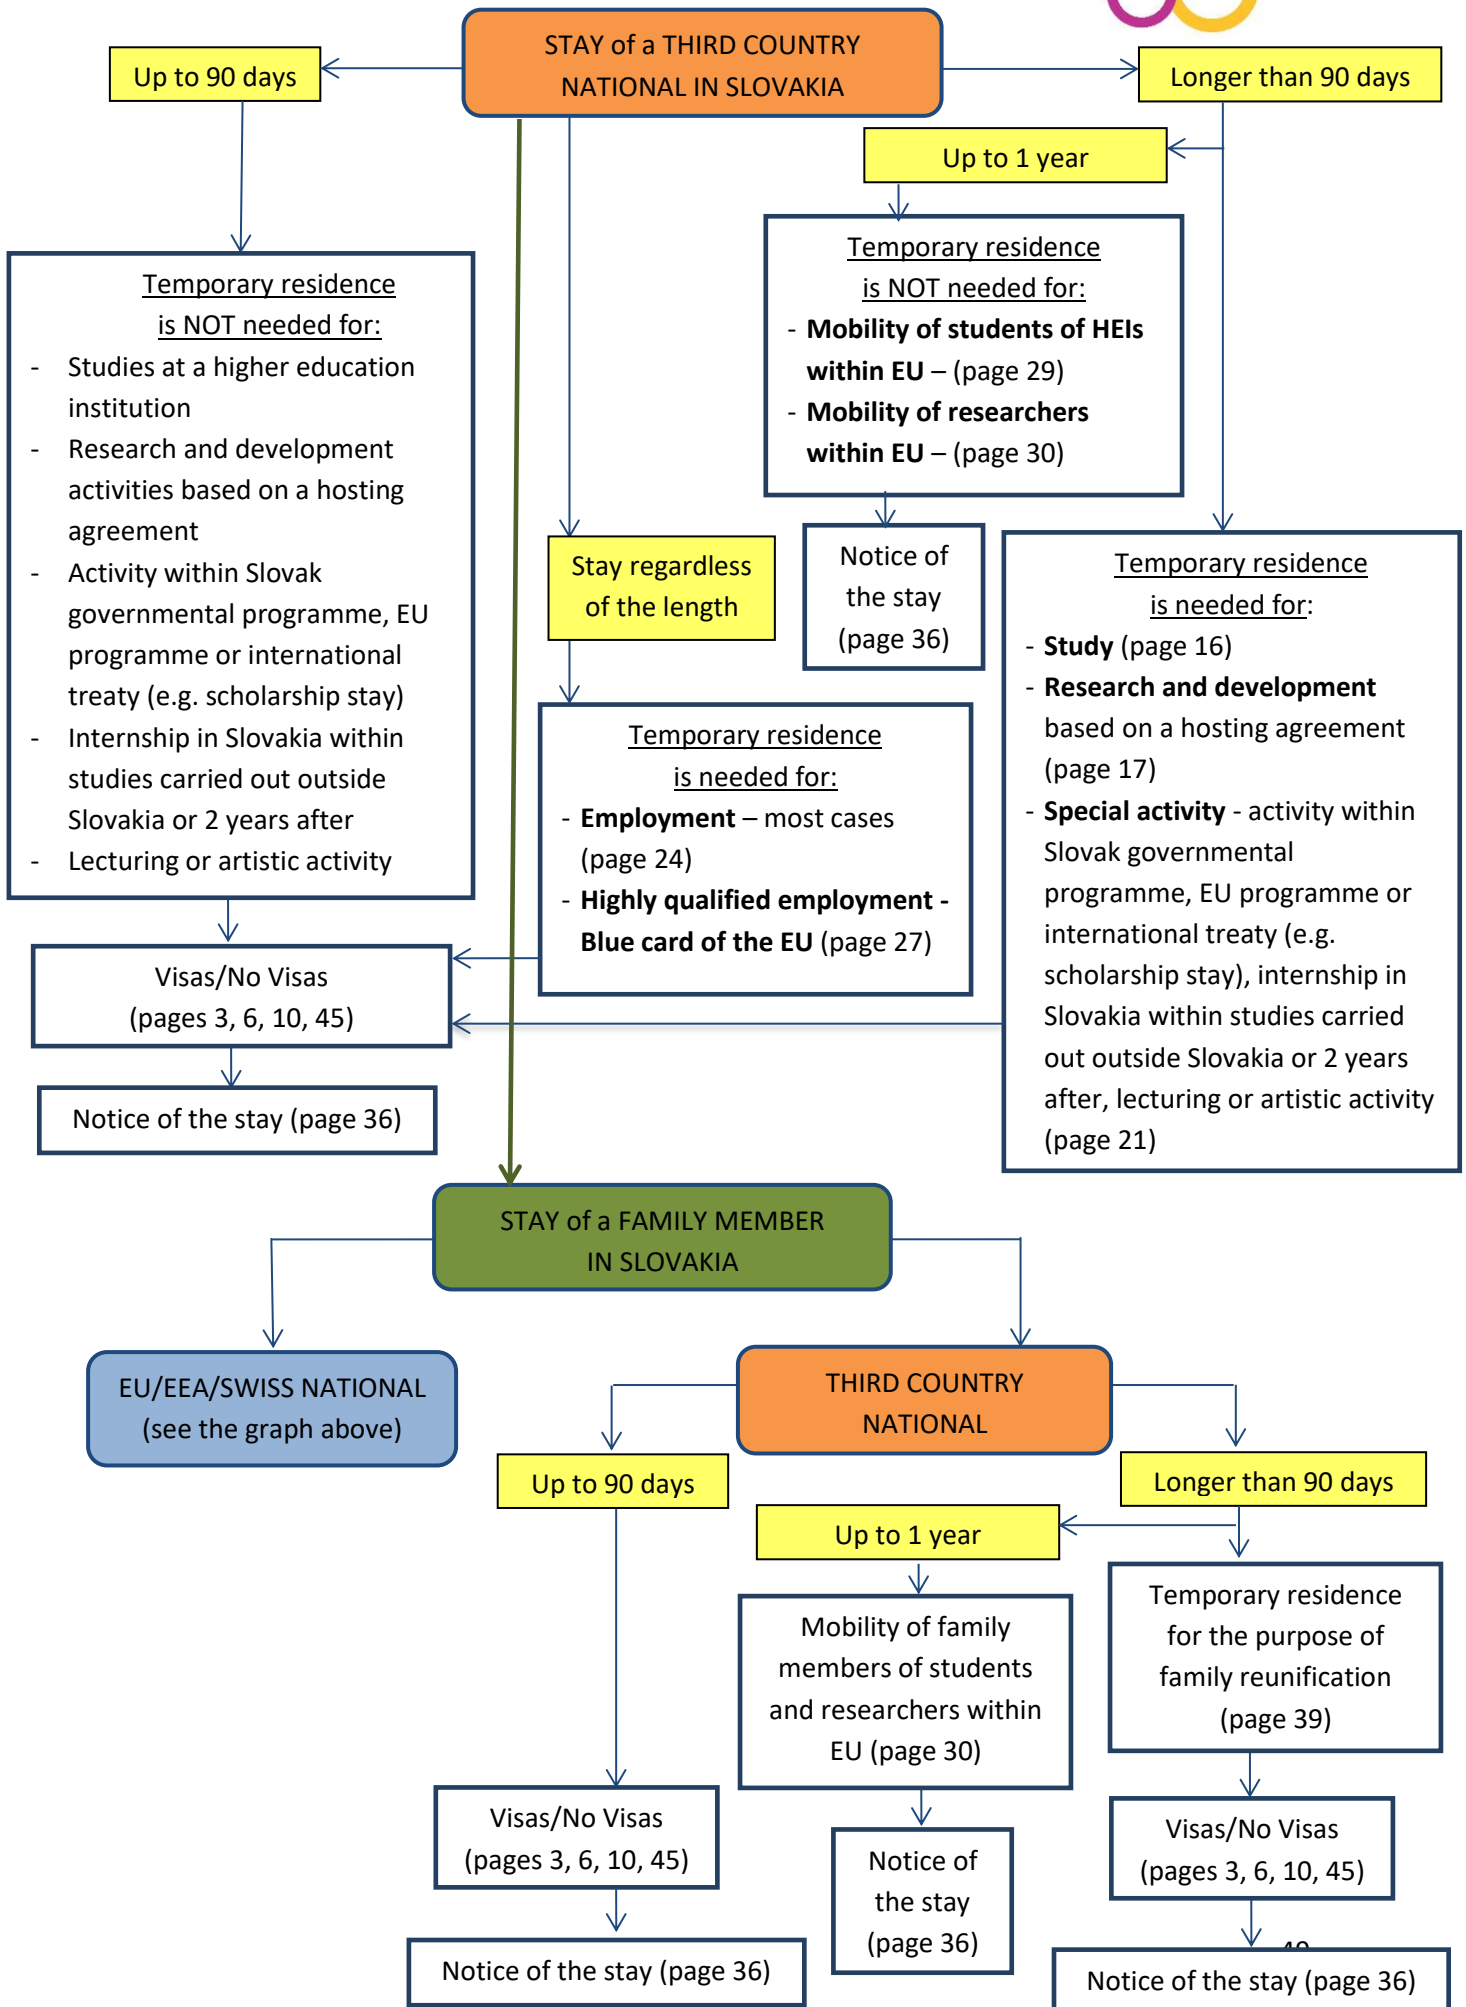 STAY of a THIRD COUNTRY
NATIONAL IN SLOVAKIA
Up to 90 days
Longer than 90 days
Up to 1 year
Temporary residence
is NOT needed for:
- Studies at a higher education
institution
- Research and development
activities based on a hosting
agreement
- Activity within Slovak
governmental programme, EU
programme or international
treaty (e.g. scholarship stay)
- Internship in Slovakia within
studies carried out outside
Slovakia or 2 years after
- Lecturing or artistic activity
Temporary residence
is NOT needed for:
- Mobility of students of HEIs
within EU – (page 29)
- Mobility of researchers
within EU – (page 30)
Notice of
the stay
(page 36)
Stay regardless
of the length
Temporary residence
is needed for:
- Employment – most cases
(page 24)
- Highly qualified employment -
Blue card of the EU (page 27)
Temporary residence
is needed for:
- Study (page 16)
- Research and development
based on a hosting agreement
(page 17)
- Special activity - activity within
Slovak governmental
programme, EU programme or
international treaty (e.g.
scholarship stay), internship in
Slovakia within studies carried
out outside Slovakia or 2 years
after, lecturing or artistic activity
(page 21)
Visas/No Visas
(pages 3, 6, 10, 45)
Notice of the stay (page 36)
STAY of a FAMILY MEMBER
IN SLOVAKIA
EU/EEA/SWISS NATIONAL
(see the graph above)
THIRD COUNTRY
NATIONAL
Up to 90 days
Longer than 90 days
Up to 1 year
Mobility of family
members of students
and researchers within
EU (page 30)
Temporary residence
for the purpose of
family reunification
(page 39)
Visas/No Visas
(pages 3, 6, 10, 45)
Notice of
the stay
(page 36)
Visas/No Visas
(pages 3, 6, 10, 45)
Notice of the stay (page 36)
Notice of the stay (page 36)